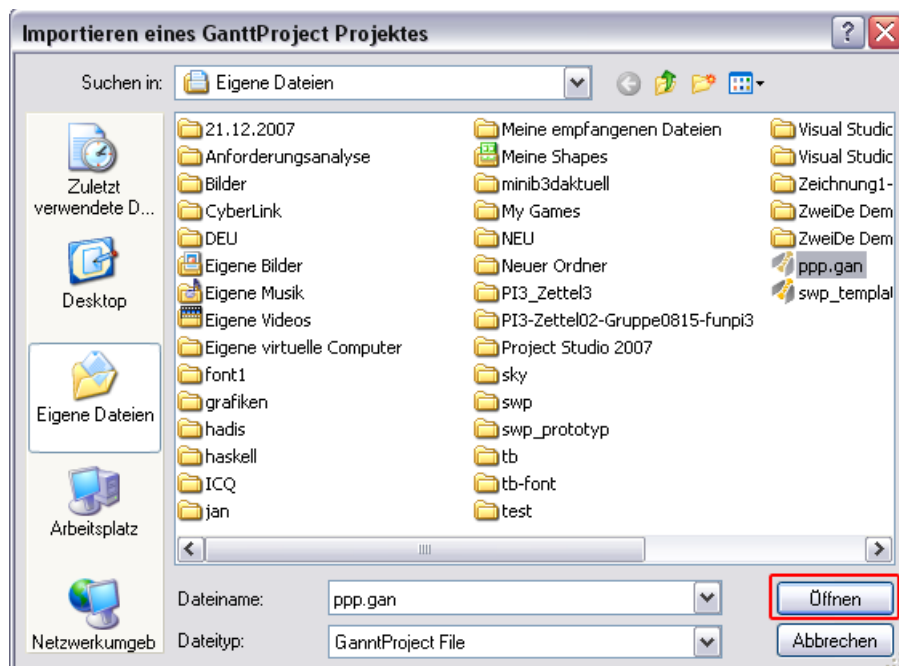 Importieren eines GanttProject Projektes
Suchen in:
Eigene Dateien
Zuletzt
verwendete D...
Desktop
Eigene Dateien
Arbeitsplatz
Netzwerkumgeb
21.12.2007
Anforderungsanalyse
Bilder
CyberLink
DEU
Eigene Bilder
Eigene Musik
Eigene Videos
Eigene virtuelle Computer
font1
grafiken
hadis
haskell
ICQ
jan
Meine empfangenen Dateien
Meine Shapes
minib3daktuell
My Games
NEU
Neuer Ordner
PI3_Zettel3
PI3-Zettel02-Gruppe0815-funpi3
Project Studio 2007
sky
swp
swp_prototyp
tb
tb-font
test
Visual Studic
Visual Studic
Zeichnung1-
ZweiDe Dem
ZweiDe Dem
ppp.gan
swp_templat
Dateiname:
ppp.gan
Öffnen
Dateityp:
GanntProject File
Abbrechen